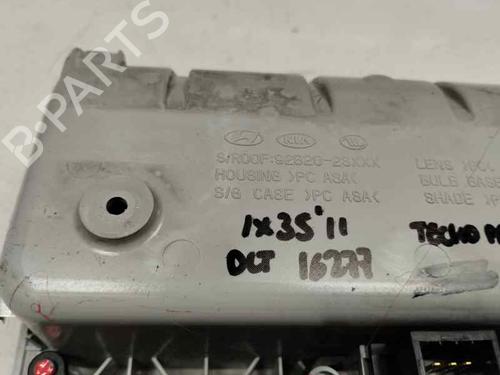 B-PARTS
KIA
S/ROOF:92820-2SXXX
HOUSING >PC ASA<
S/G CASE >PC ASA<
LENS >PC
BULB BASE
SHADE >P
IX35'11
DCT 16277
TECHO